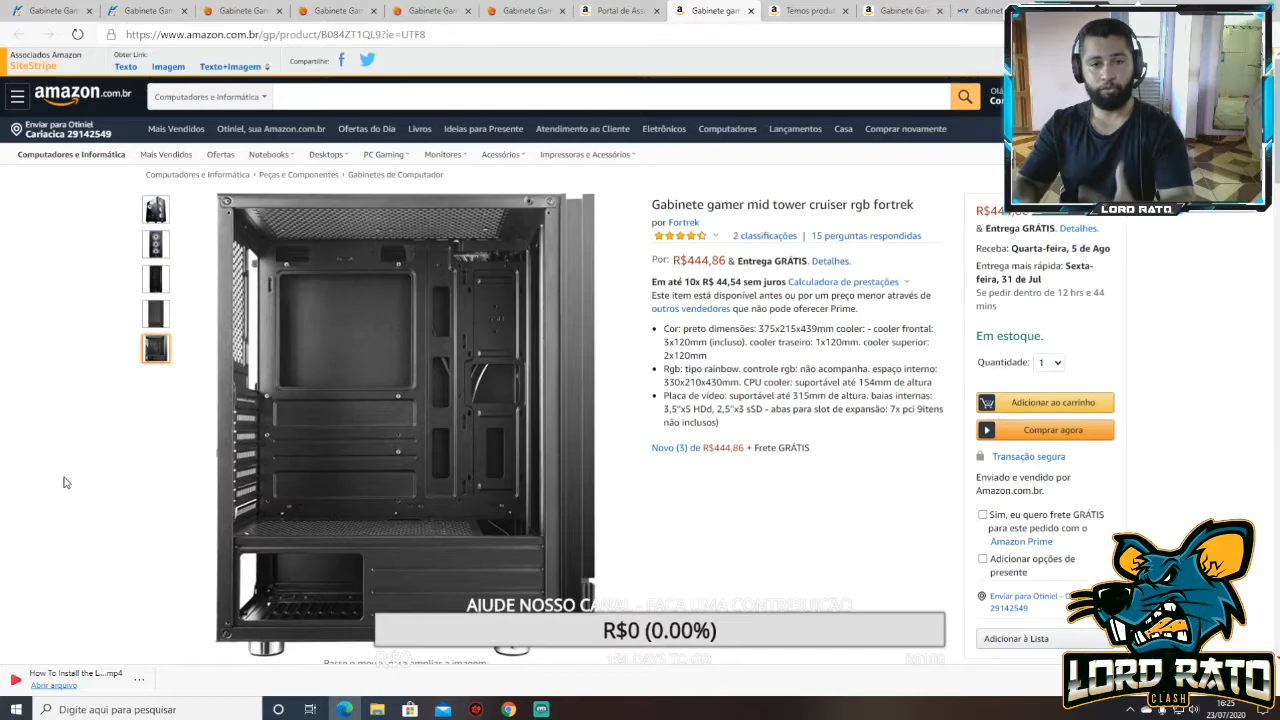 Gabinete Gam
Gabinete Gam
Gabinete Gam
Gabinete Gam
Gabinete Gam
Portal de Asso
Gabinete gam
Temos produ
Gabinete gam
Gabinete Gam
https://www.amazon.com.br/gp/product/B084ZT1QL9?ie=UTF8
Associados Amazon
SiteStripe
Obter Link:
Texto
Imagem
Texto+Imagem
Compartilhe:
amazon.com.br
Computadores e Informática
Olá
Cor
Enviar para Otiniel
Cariacica 29142549
Mais Vendidos
Otiniel, sua Amazon.com.br
Ofertas do Dia
Livros
Ideias para Presente
Atendimento ao Cliente
Eletrônicos
Computadores
Lançamentos
Casa
Comprar novamente
Computadores e Informática
Mais Vendidos
Ofertas
Notebooks
Desktops
PC Gaming
Monitores
Acessórios
Impressoras e Acessórios
Computadores e Informática › Peças e Componentes › Gabinetes de Computador
Gabinete gamer mid tower cruiser rgb fortrek
por Fortrek
2 classificações | 15 perguntas respondidas
Por: R$444,86 & Entrega GRÁTIS. Detalhes.
Em até 10x R$ 44,54 sem juros Calculadora de prestações
Este item está disponível antes ou por um preço menor através de
outros vendedores que não pode oferecer Prime.
• Cor: preto dimensões: 375x215x439mm cooler: - cooler frontal:
3x120mm (incluso). cooler traseiro: 1x120mm. cooler superior:
2x120mm
• Rgb: tipo rainbow. controle rgb: não acompanha. espaço interno:
330x210x430mm. CPU cooler: suportável até 154mm de altura
• Placa de vídeo: suportável até 315mm de altura. baias internas:
3,5"x5 HDd, 2,5"x3 sSD - abas para slot de expansão: 7x pci 9itens
não inclusos)
Novo (3) de R$444,86 + Frete GRÁTIS
LORD RATO
R$444,86
& Entrega GRÁTIS. Detalhes.
Receba: Quarta-feira, 5 de Ago
Entrega mais rápida: Sexta-
feira, 31 de Jul
Se pedir dentro de 12 hrs e 44
mins
Em estoque.
Quantidade: 1
Adicionar ao carrinho
Comprar agora
Transação segura
Enviado e vendido por
Amazon.com.br.
Sim, eu quero frete GRÁTIS
para este pedido com o
Amazon Prime
Adicionar opções de
presente
Enviar para Otiniel -
29142549
Adicionar à Lista
AJUDE NOSSO CANAL FAÇA UMA CONTRIBUIÇÃO
R$0 (0.00%)
R$0
154 DAYS TO GO
R$100
LORD RATO
CLASH
How To Install the L....mp4
Abrir arquivo
Digite aqui para pesquisar
16:25
23/07/2020